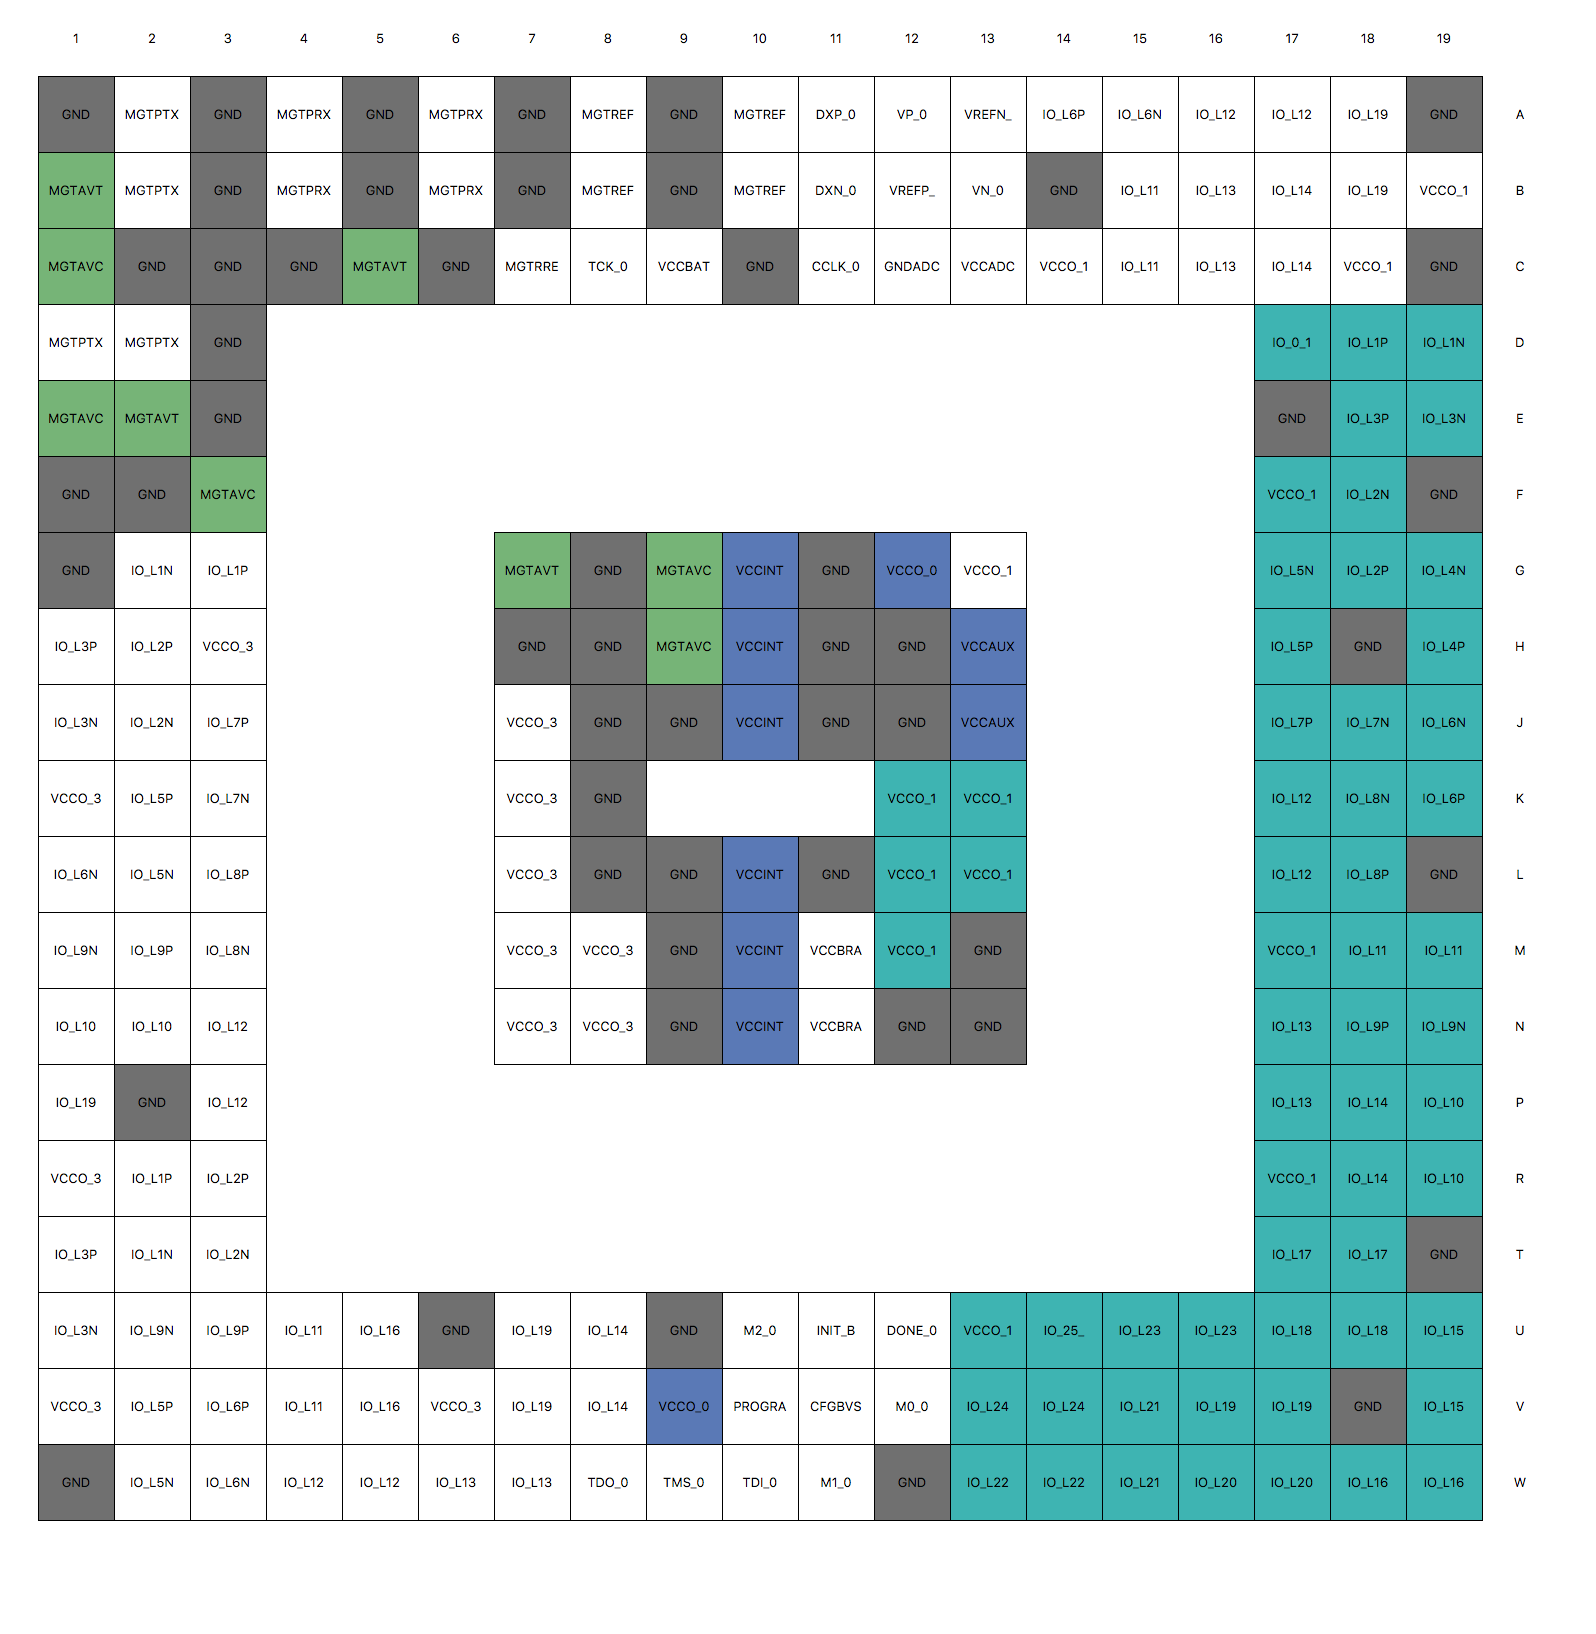 1 2 3 4 5 6 7 8 9 10 11 12 13 14 15 16 17 18 19
GND MGTPTX GND MGTPRX GND MGTPRX GND MGTREF GND MGTREF DXP_0 VP_0 VREFN_ IO_L6P IO_L6N IO_L12 IO_L12 IO_L19 GND A
MGTAVT MGTPTX GND MGTPRX GND MGTPRX GND MGTREF GND MGTREF DXN_0 VREFP_ VN_0 GND IO_L11 IO_L13 IO_L14 IO_L19 VCCO_1 B
MGTAVC GND GND GND MGTAVT GND MGTRRE TCK_0 VCCBAT GND CCLK_0 GNDADC VCCADC VCCO_1 IO_L11 IO_L13 IO_L14 VCCO_1 GND C
MGTPTX MGTPTX GND IO_0_1 IO_L1P IO_L1N D
MGTAVC MGTAVT GND GND IO_L3P IO_L3N E
GND GND MGTAVC VCCO_1 IO_L2N GND F
GND IO_L1N IO_L1P MGTAVT GND MGTAVC VCCINT GND VCCO_0 VCCO_1 IO_L5N IO_L2P IO_L4N G
IO_L3P IO_L2P VCCO_3 GND GND MGTAVC VCCINT GND GND VCCAUX IO_L5P GND IO_L4P H
IO_L3N IO_L2N IO_L7P VCCO_3 GND GND VCCINT GND GND VCCAUX IO_L7P IO_L7N IO_L6N J
VCCO_3 IO_L5P IO_L7N VCCO_3 GND VCCO_1 VCCO_1 IO_L12 IO_L8N IO_L6P K
IO_L6N IO_L5N IO_L8P VCCO_3 GND GND VCCINT GND VCCO_1 VCCO_1 IO_L12 IO_L8P GND L
IO_L9N IO_L9P IO_L8N VCCO_3 VCCO_3 GND VCCINT VCCBRA VCCO_1 GND VCCO_1 IO_L11 IO_L11 M
IO_L10 IO_L10 IO_L12 VCCO_3 VCCO_3 GND VCCINT VCCBRA GND GND IO_L13 IO_L9P IO_L9N N
IO_L19 GND IO_L12 IO_L13 IO_L14 IO_L10 P
VCCO_3 IO_L1P IO_L2P VCCO_1 IO_L14 IO_L10 R
IO_L3P IO_L1N IO_L2N IO_L17 IO_L17 GND T
IO_L3N IO_L9N IO_L9P IO_L11 IO_L16 GND IO_L19 IO_L14 GND M2_0 INIT_B DONE_0 VCCO_1 IO_25_ IO_L23 IO_L23 IO_L18 IO_L18 IO_L15 U
VCCO_3 IO_L5P IO_L6P IO_L11 IO_L16 VCCO_3 IO_L19 IO_L14 VCCO_0 PROGRA CFGBVS M0_0 IO_L24 IO_L24 IO_L21 IO_L19 IO_L19 GND IO_L15 V
GND IO_L5N IO_L6N IO_L12 IO_L12 IO_L13 IO_L13 TDO_0 TMS_0 TDI_0 M1_0 GND IO_L22 IO_L22 IO_L21 IO_L20 IO_L20 IO_L16 IO_L16 W